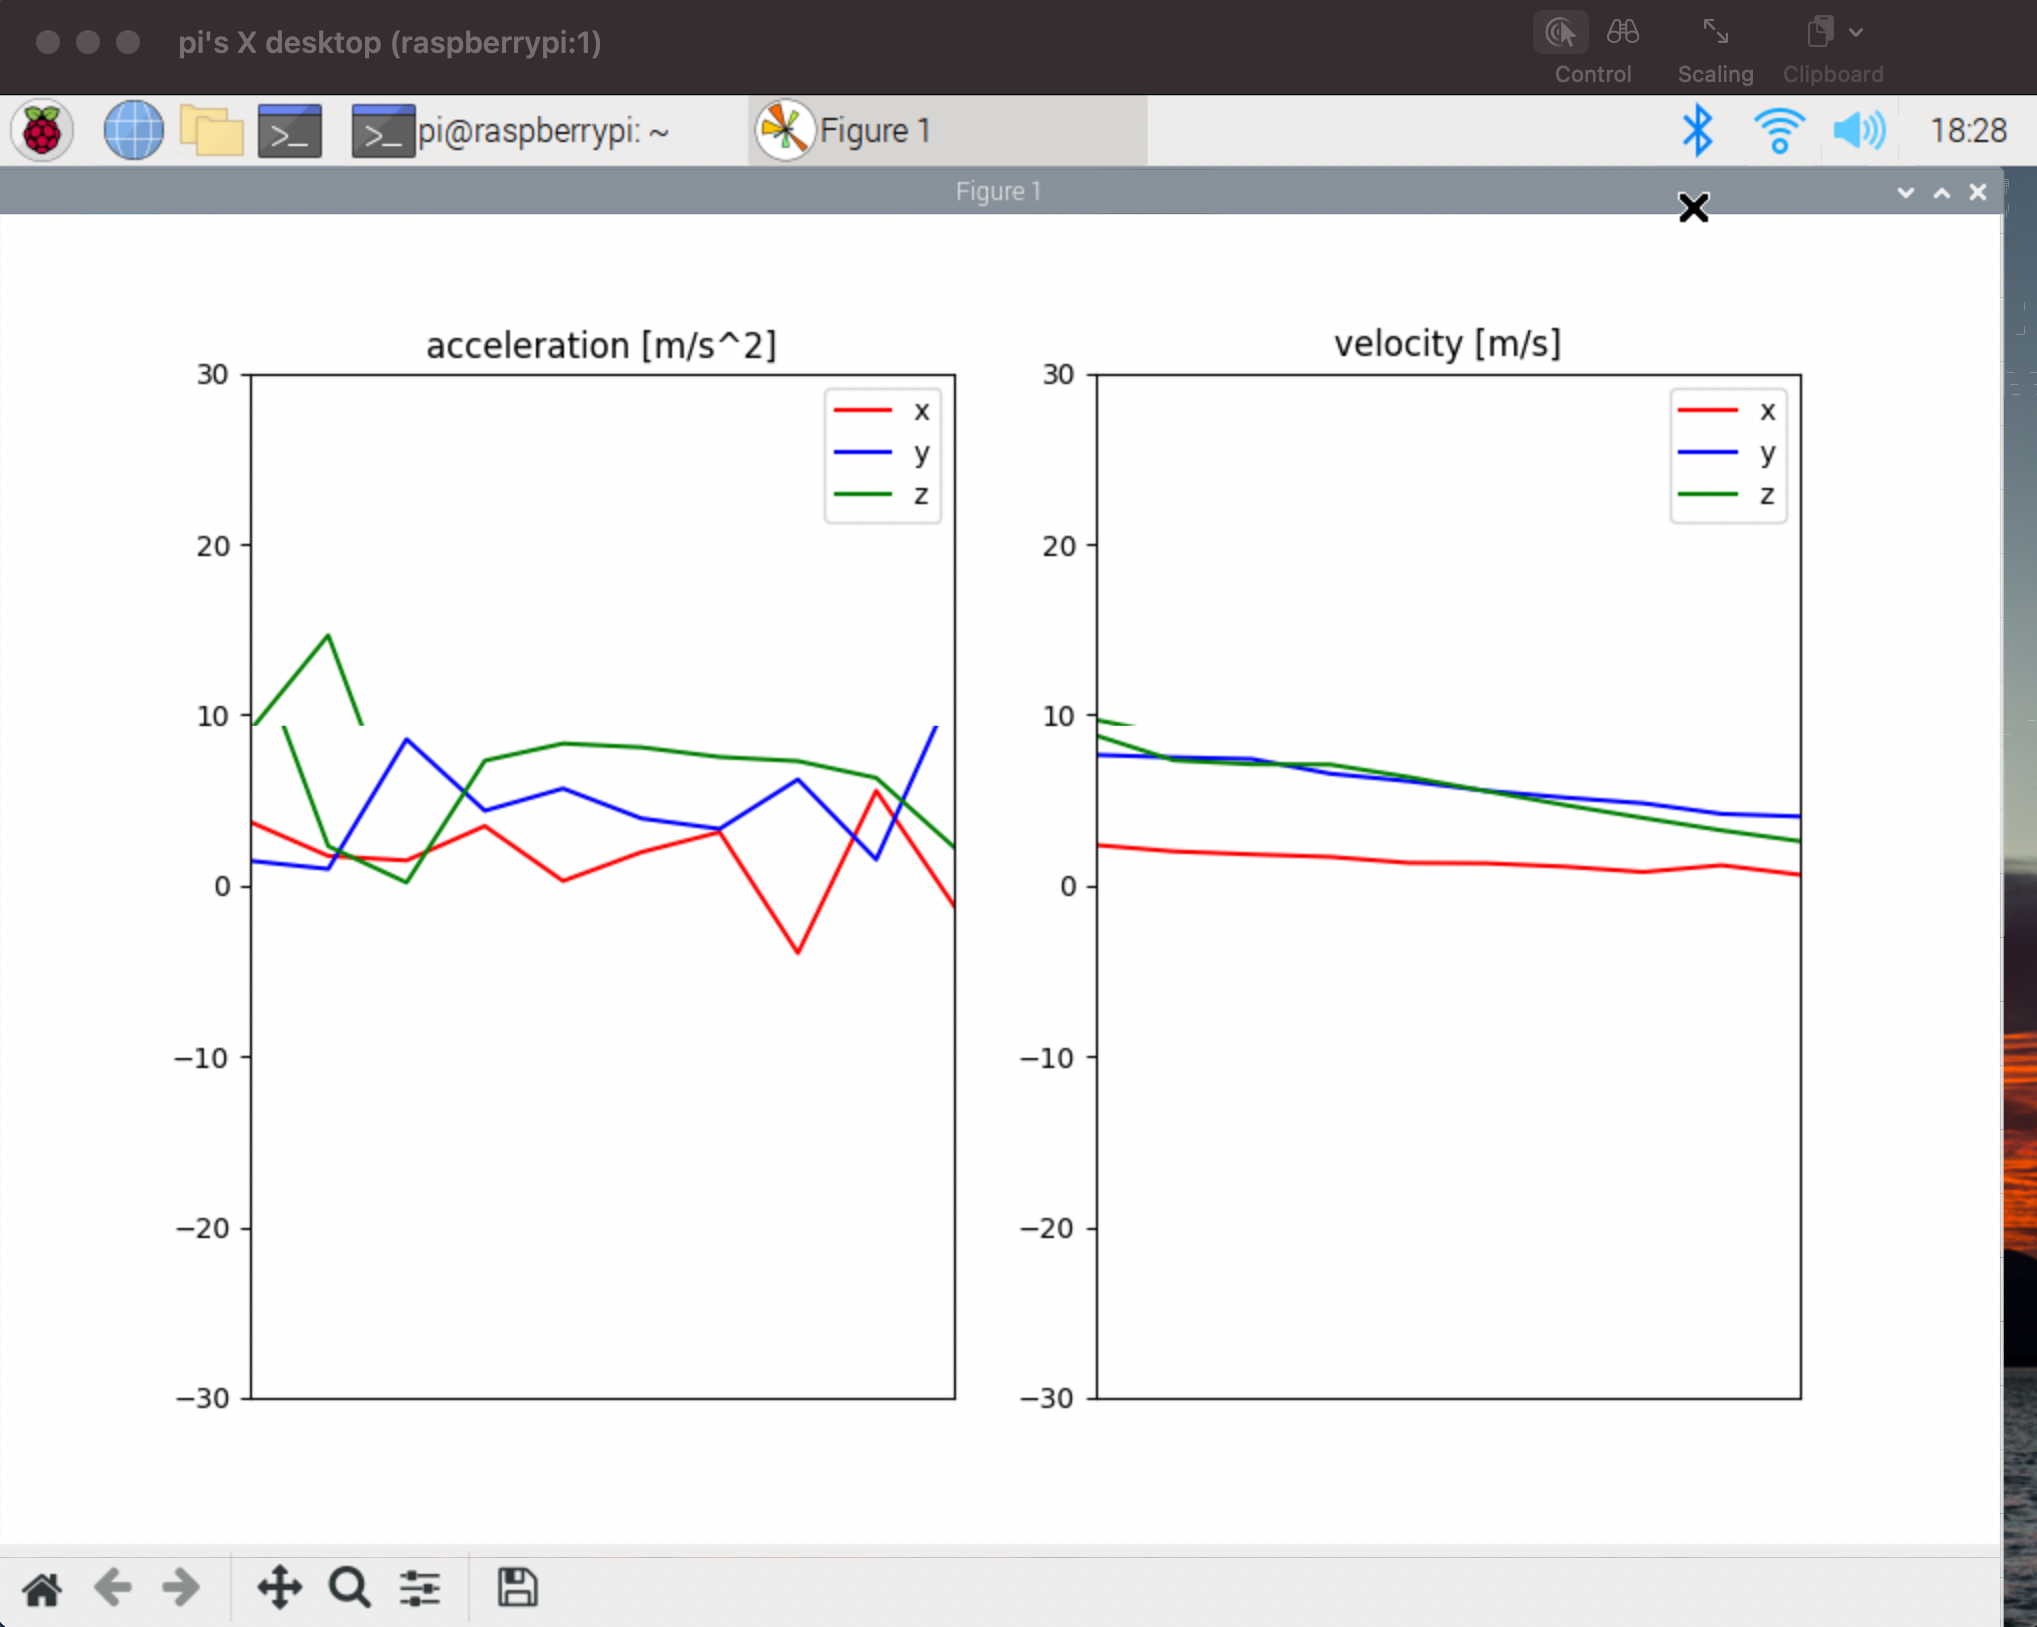 pi's X desktop (raspberrypi:1)
Control
Scaling
Clipboard
>_
>_ pi@raspberrypi: ~
Figure 1
18:28
Figure 1
acceleration [m/s^2]
30
20
10
0
−10
−20
−30
x
y
z
velocity [m/s]
30
20
10
0
−10
−20
−30
x
y
z